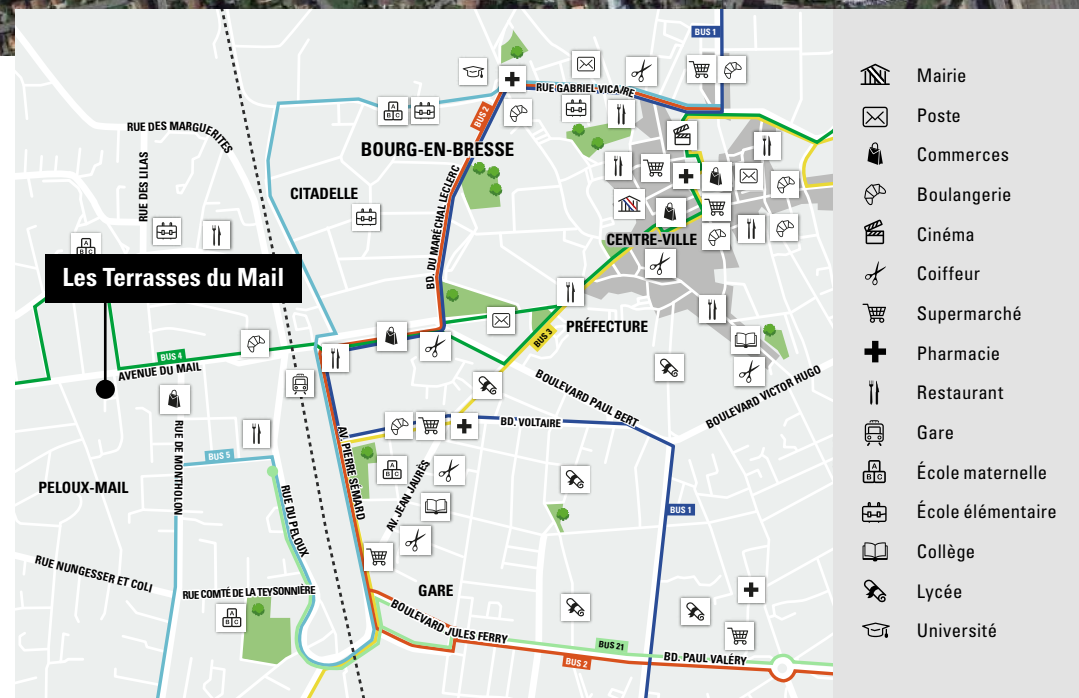 BUS 1
RUE GABRIEL VICAIRE
BUS 2
RUE DES MARGUERITES
BOURG-EN-BRESSE
RUE DES LILAS
CITADELLE
BD. DU MARÉCHAL LECLERC
A
B C
CENTRE-VILLE
A
B C
Les Terrasses du Mail
PRÉFECTURE
BUS 3
BUS 4
AVENUE DU MAIL
BOULEVARD PAUL BERT
BOULEVARD VICTOR HUGO
BD. VOLTAIRE
RUE DE MONTHOLON
AV. PIERRE SÉMARD
BUS 5
A
B C
AV. JEAN JAURÈS
PELOUX-MAIL
RUE DU PELOUX
BUS 1
RUE NUNGESSER ET COLI
RUE COMTÉ DE LA TEYSONNIÈRE
GARE
A
B C
BOULEVARD JULES FERRY
BUS 21
BUS 2
BD. PAUL VALÉRY
Mairie
Poste
Commerces
Boulangerie
Cinéma
Coiffeur
Supermarché
Pharmacie
Restaurant
Gare
A
B C
École maternelle
École élémentaire
Collège
Lycée
Université